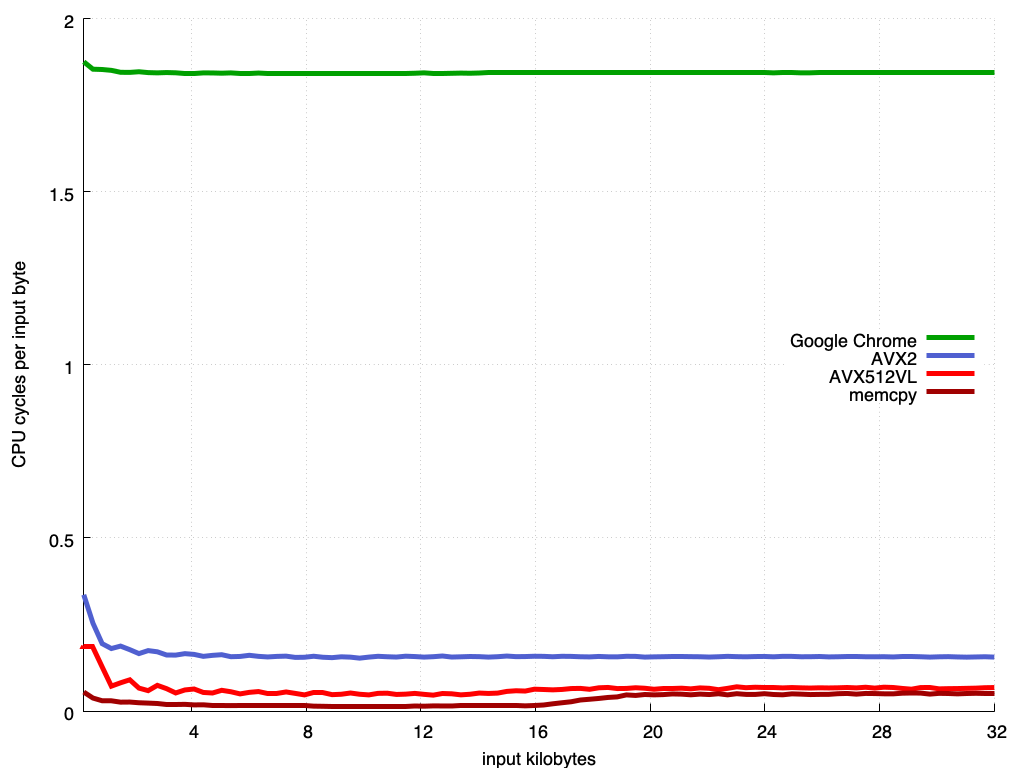 2
1.5
1
0.5
0
CPU cycles per input byte
Google Chrome
AVX2
AVX512VL
memcpy
4 8 12 16 20 24 28 32
input kilobytes